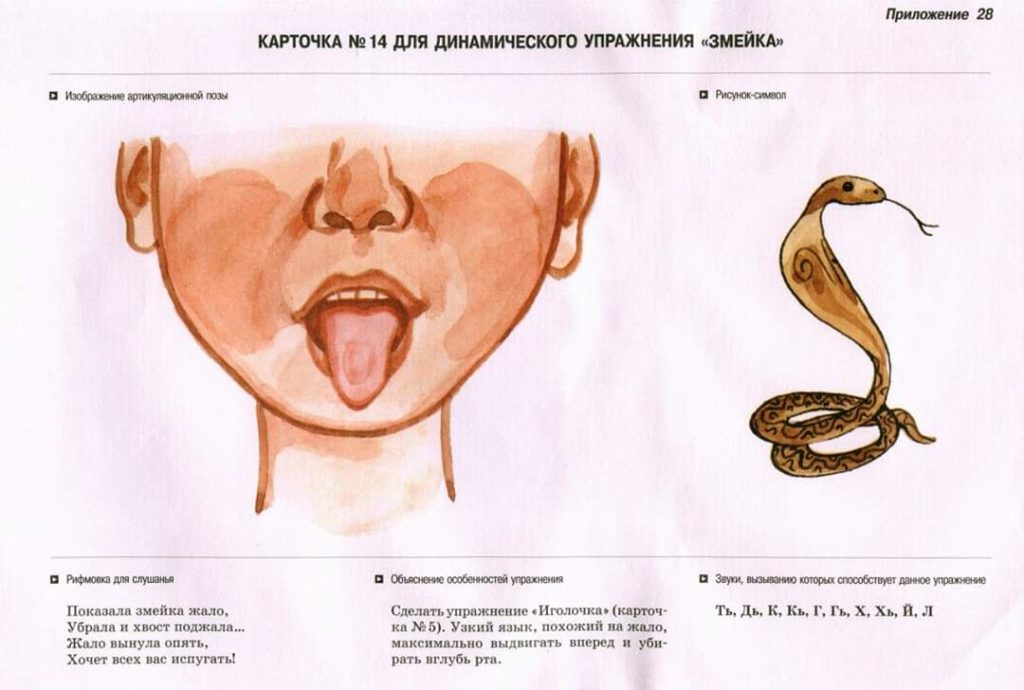 Приложение 28
КАРТОЧКА № 14 ДЛЯ ДИНАМИЧЕСКОГО УПРАЖНЕНИЯ «ЗМЕЙКА»
Изображение артикуляционной позы
Рисунок-символ
Рифмовка для слушанья
Показала змейка жало,
Убрала и хвост поджала...
Жало вынула опять,
Хочет всех вас испугать!
Объяснение особенностей упражнения
Сделать упражнение «Иголочка» (карточ-
ка № 5). Узкий язык, похожий на жало,
максимально выдвигать вперед и уби-
рать вглубь рта.
Звуки, вызыванию которых способствует данное упражнение
Ть, Дь, К, Кь, Г, Гь, Х, Хь, Й, Л